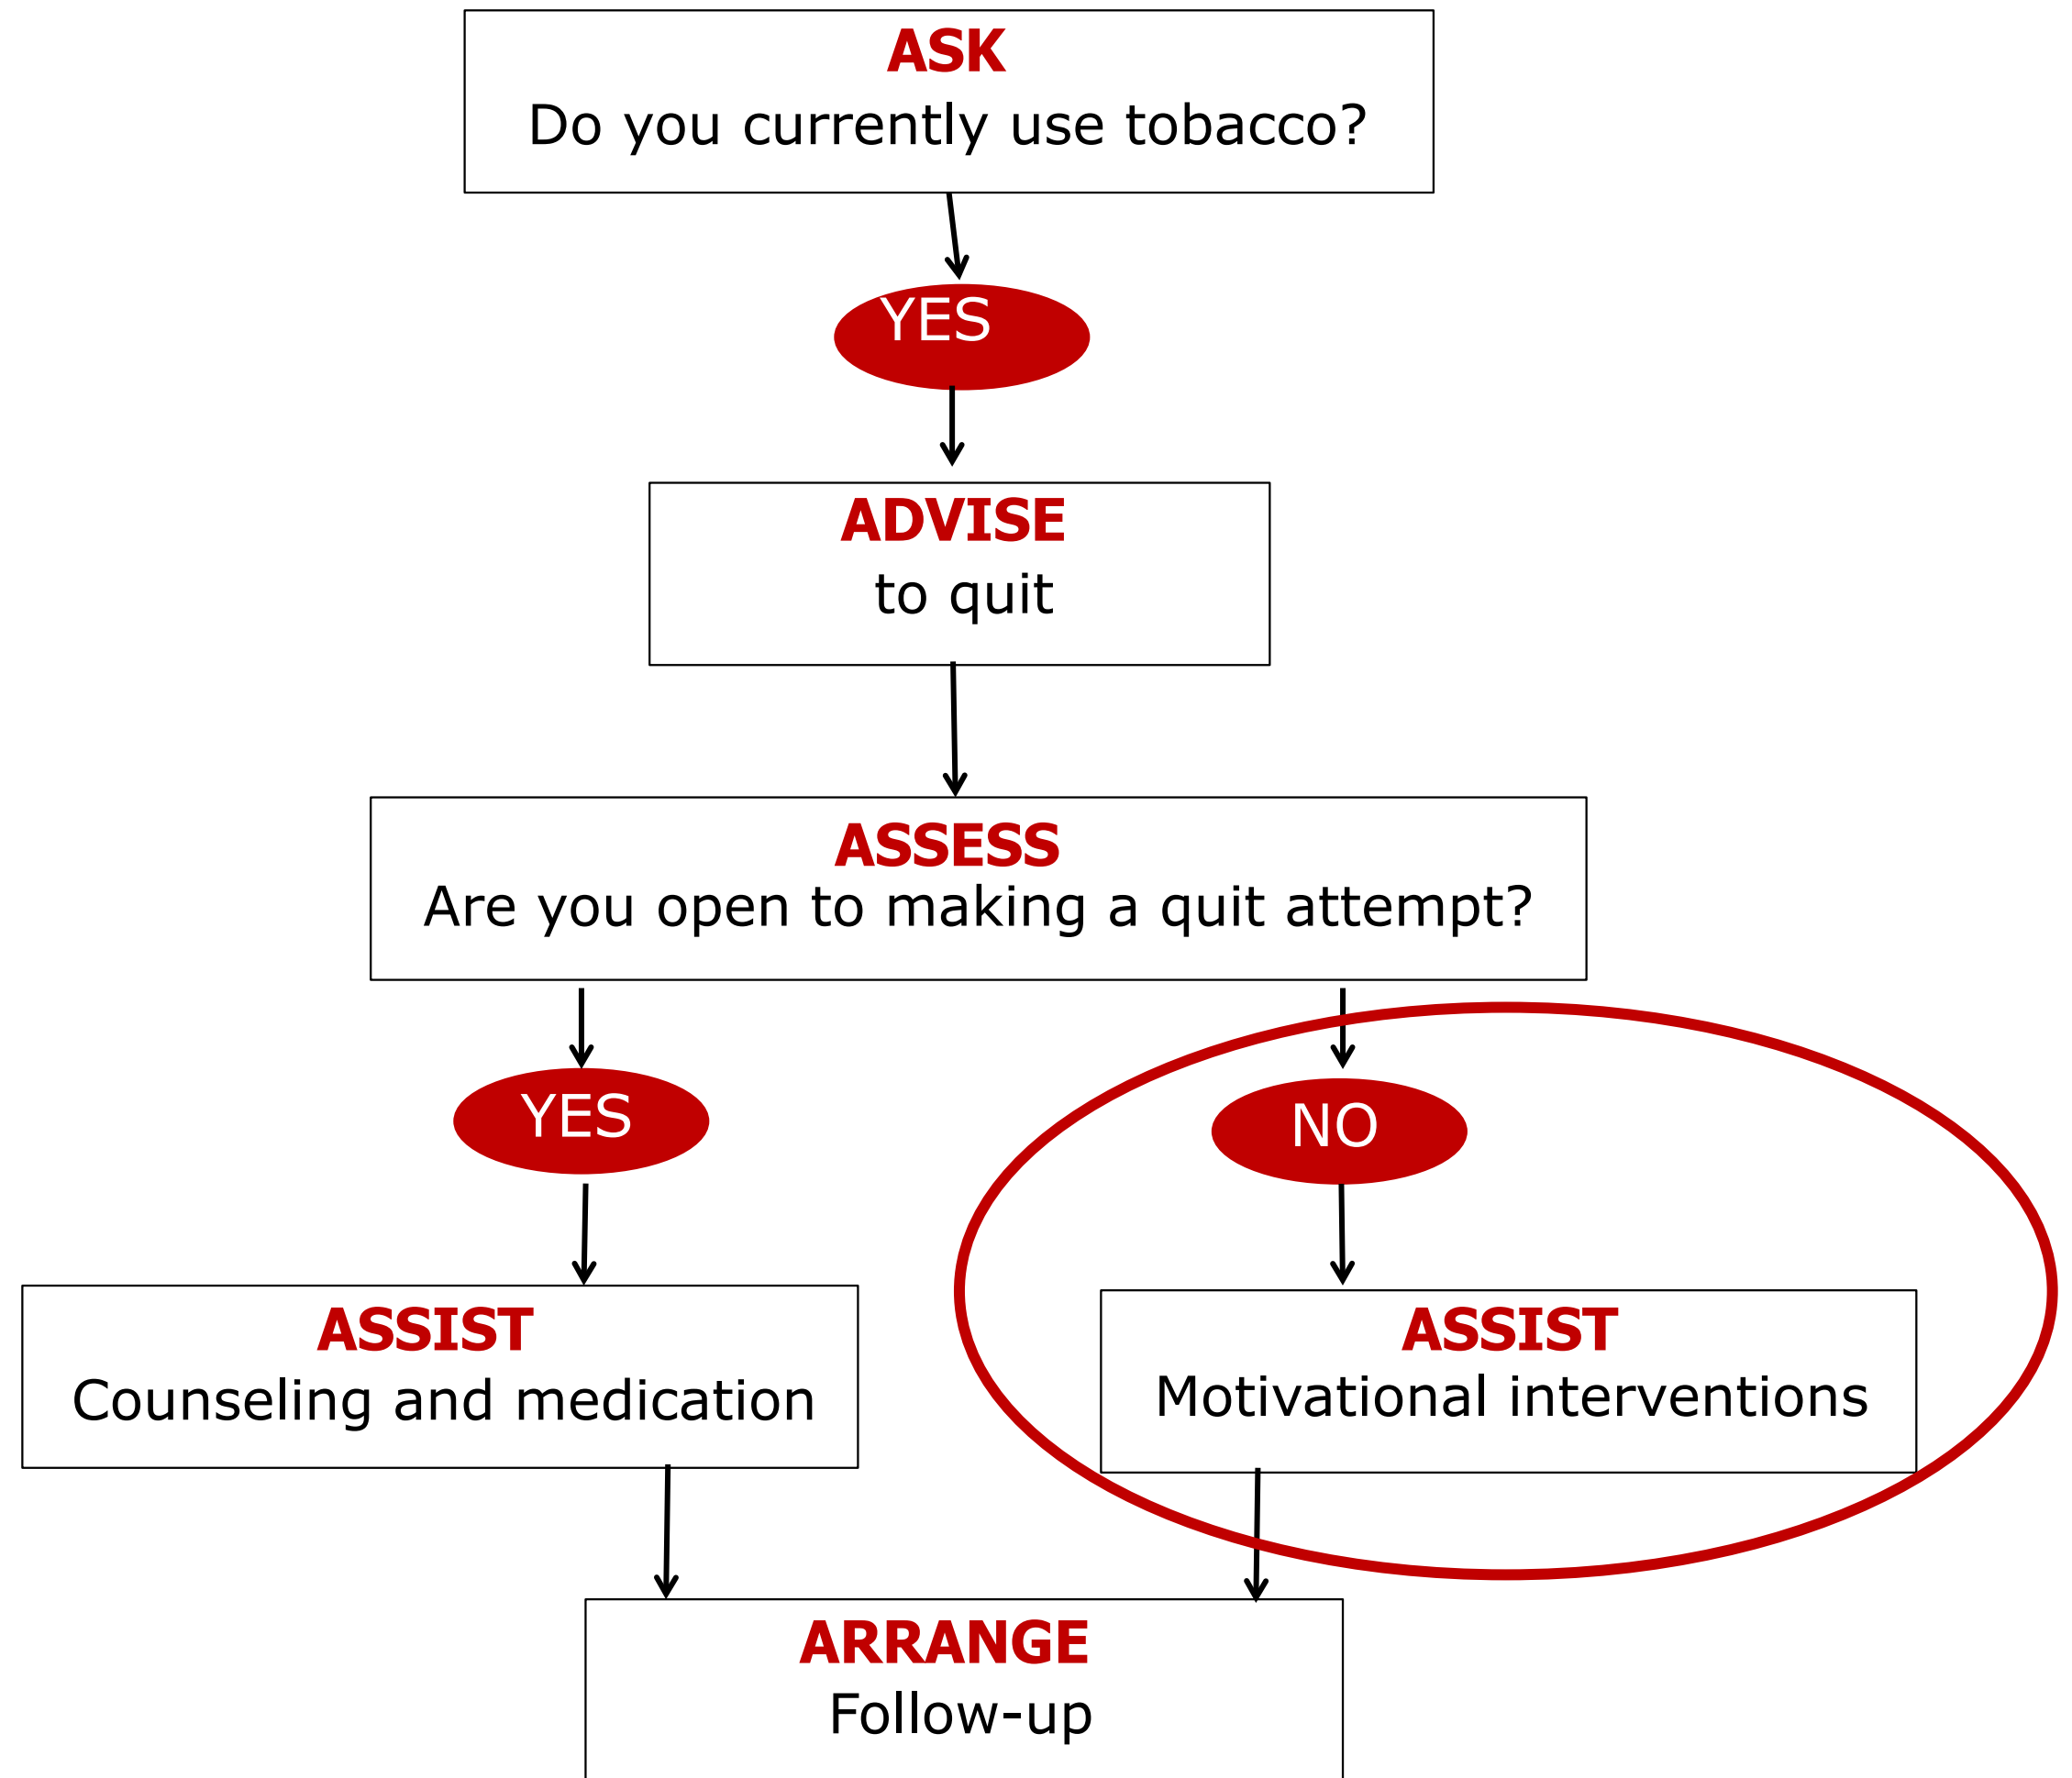 ASK
Do you currently use tobacco?
YES
ADVISE
to quit
ASSESS
Are you open to making a quit attempt?
YES
NO
ASSIST
Counseling and medication
ASSIST
Motivational interventions
ARRANGE
Follow-up